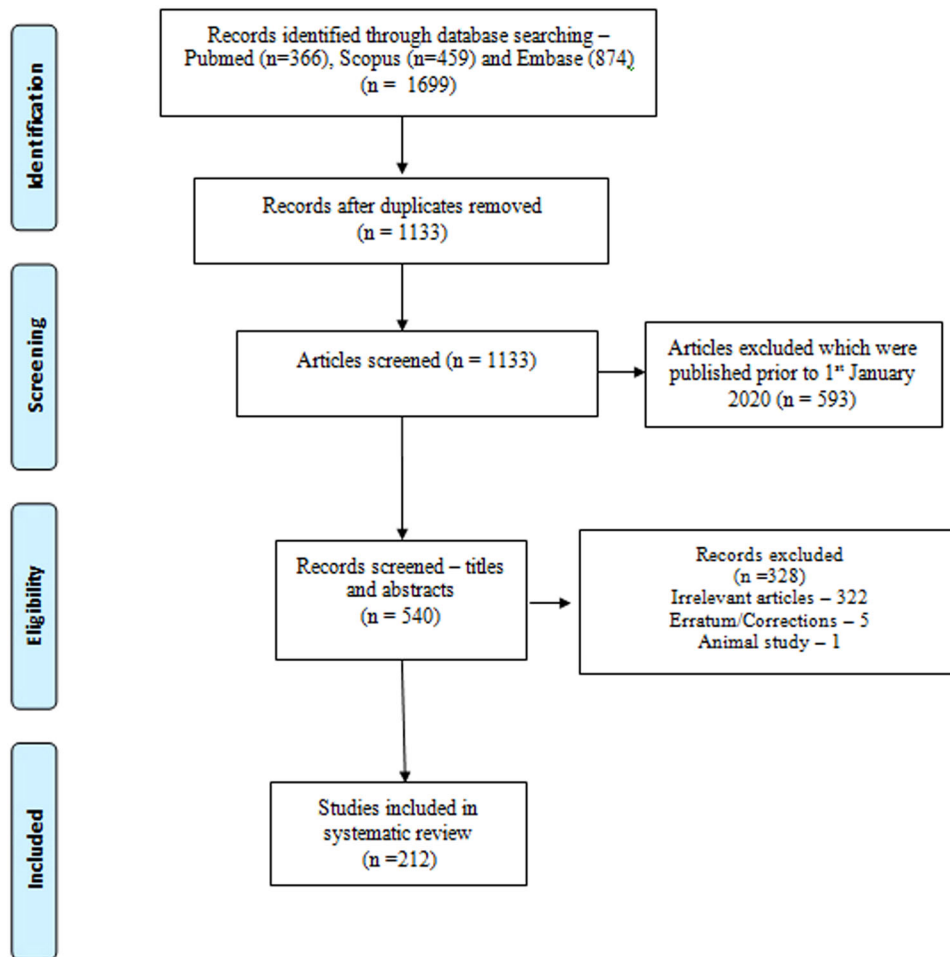 Identification
Records identified through database searching –
Pubmed (n=366), Scopus (n=459) and Embase (874)
(n = 1699)
Records after duplicates removed
(n = 1133)
Screening
Articles screened (n = 1133)
Articles excluded which were
published prior to 1st January
2020 (n = 593)
Eligibility
Records screened – titles
and abstracts
(n = 540)
Records excluded
(n =328)
Irrelevant articles – 322
Erratum/Corrections – 5
Animal study – 1
Included
Studies included in
systematic review
(n =212)